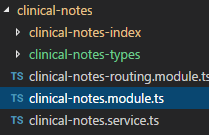 clinical-notes
clinical-notes-index
clinical-notes-types
TS clinical-notes-routing.module.ts
TS clinical-notes.module.ts
TS clinical-notes.service.ts